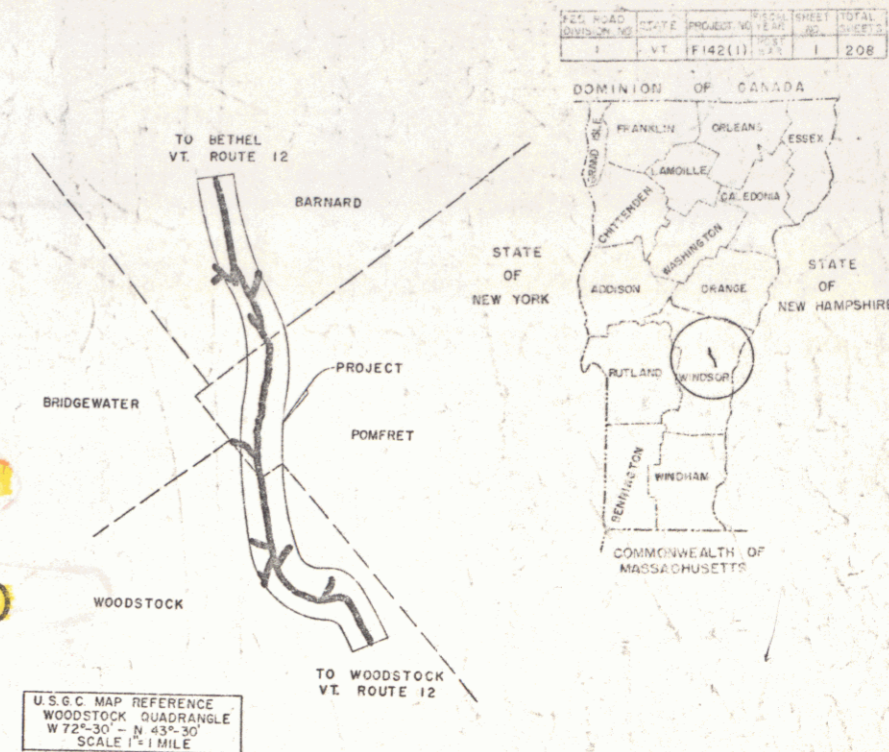 FED. ROAD DIVISION NO. STATE PROJECT NO. FISCAL YEAR SHEET NO. TOTAL SHEETS
1 VT. F142(1) POST WAR 1 208
DOMINION OF CANADA
TO BETHEL
VT. ROUTE 12
BARNARD
GRAND ISLE
FRANKLIN
ORLEANS
ESSEX
LAMOILLE
CALEDONIA
CHITTENDEN
WASHINGTON
STATE
OF
NEW YORK
ADDISON
ORANGE
STATE
OF
NEW HAMPSHIRE
RUTLAND
WINDSOR
PROJECT
BRIDGEWATER
POMFRET
BENNINGTON
WINDHAM
COMMONWEALTH OF
MASSACHUSETTS
WOODSTOCK
TO WOODSTOCK
VT. ROUTE 12
U.S.G.C. MAP REFERENCE
WOODSTOCK QUADRANGLE
W 72°-30' - N 43°-30'
SCALE 1"=1 MILE